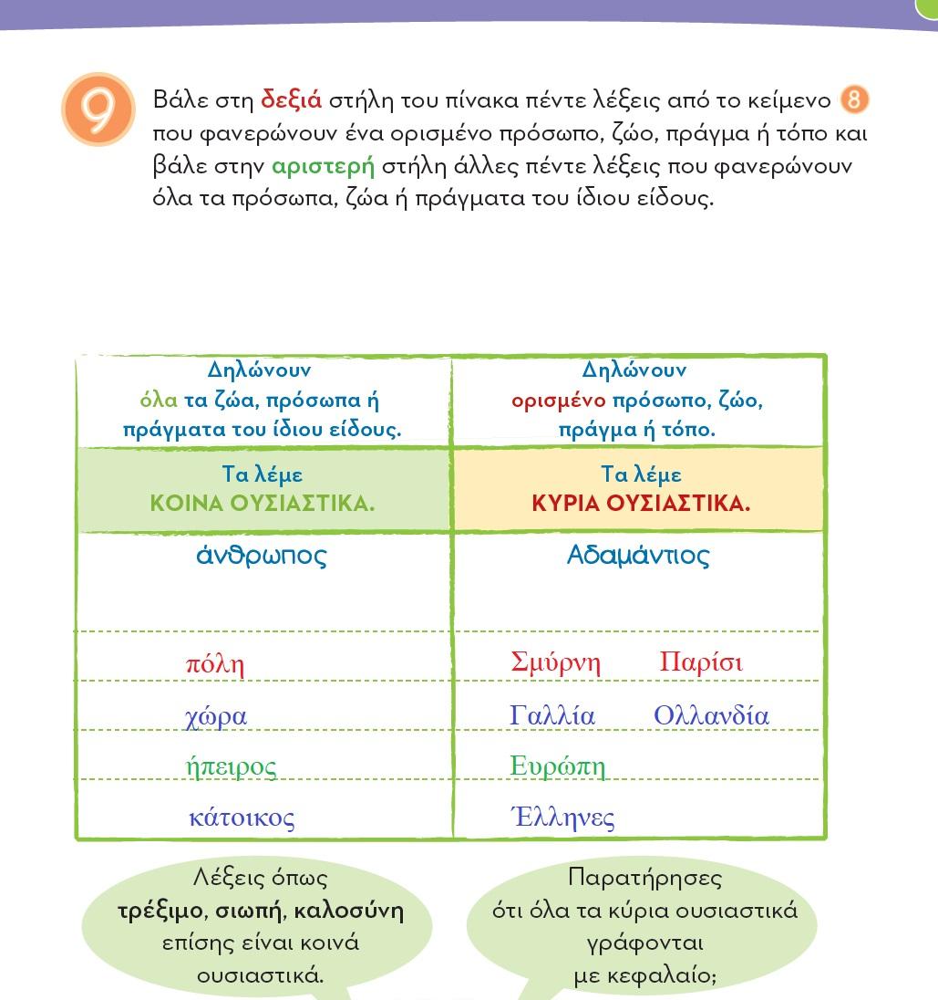 9 Βάλε στη δεξιά στήλη του πίνακα πέντε λέξεις από το κείμενο 8
που φανερώνουν ένα ορισμένο πρόσωπο, ζώο, πράγμα ή τόπο και
βάλε στην αριστερή στήλη άλλες πέντε λέξεις που φανερώνουν
όλα τα πρόσωπα, ζώα ή πράγματα του ίδιου είδους.
Δηλώνουν
όλα τα ζώα, πρόσωπα ή
πράγματα του ίδιου είδους.
Δηλώνουν
ορισμένο πρόσωπο, ζώο,
πράγμα ή τόπο.
Τα λέμε
ΚΟΙΝΑ ΟΥΣΙΑΣΤΙΚΑ.
Τα λέμε
ΚΥΡΙΑ ΟΥΣΙΑΣΤΙΚΑ.
άνθρωπος Αδαμάντιος
πόλη Σμύρνη Παρίσι
χώρα Γαλλία Ολλανδία
ήπειρος Ευρώπη
κάτοικος Έλληνες
Λέξεις όπως
τρέξιμο, σιωπή, καλοσύνη
επίσης είναι κοινά
ουσιαστικά.
Παρατήρησες
ότι όλα τα κύρια ουσιαστικά
γράφονται
με κεφαλαίο;